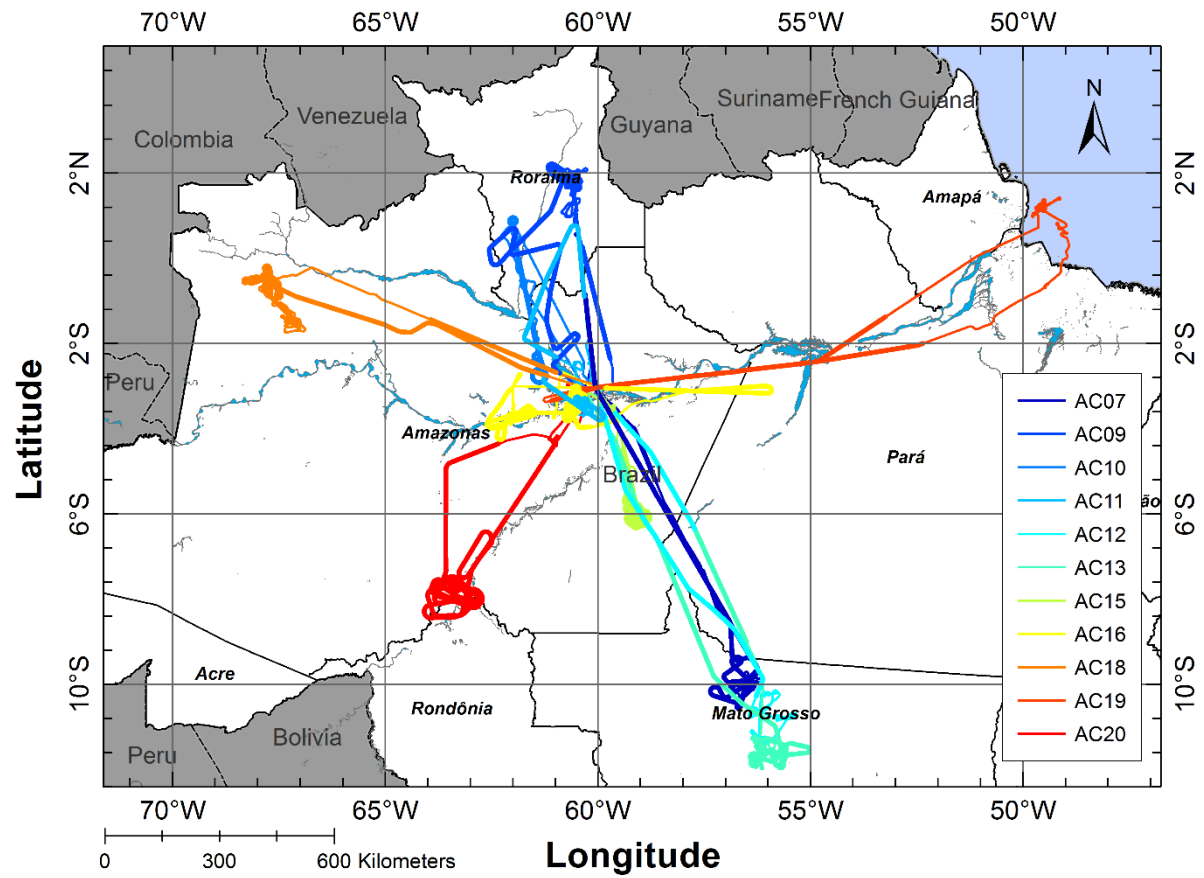 70°W 65°W 60°W 55°W 50°W
N
Suriname French Guiana
Venezuela
Guyana
Colombia
2°N 2°N
Roraima
Amapá
2°S 2°S
Peru
Latitude
AC07
AC09
Amazonas
AC10
Pará
Brazil
AC11
ão
6°S 6°S
AC12
AC13
AC15
AC16
AC18
Acre
10°S 10°S
AC19
Rondônia
Mato Grosso
AC20
Bolivia
Peru
70°W 65°W 60°W 55°W 50°W
0 300 600 Kilometers
Longitude